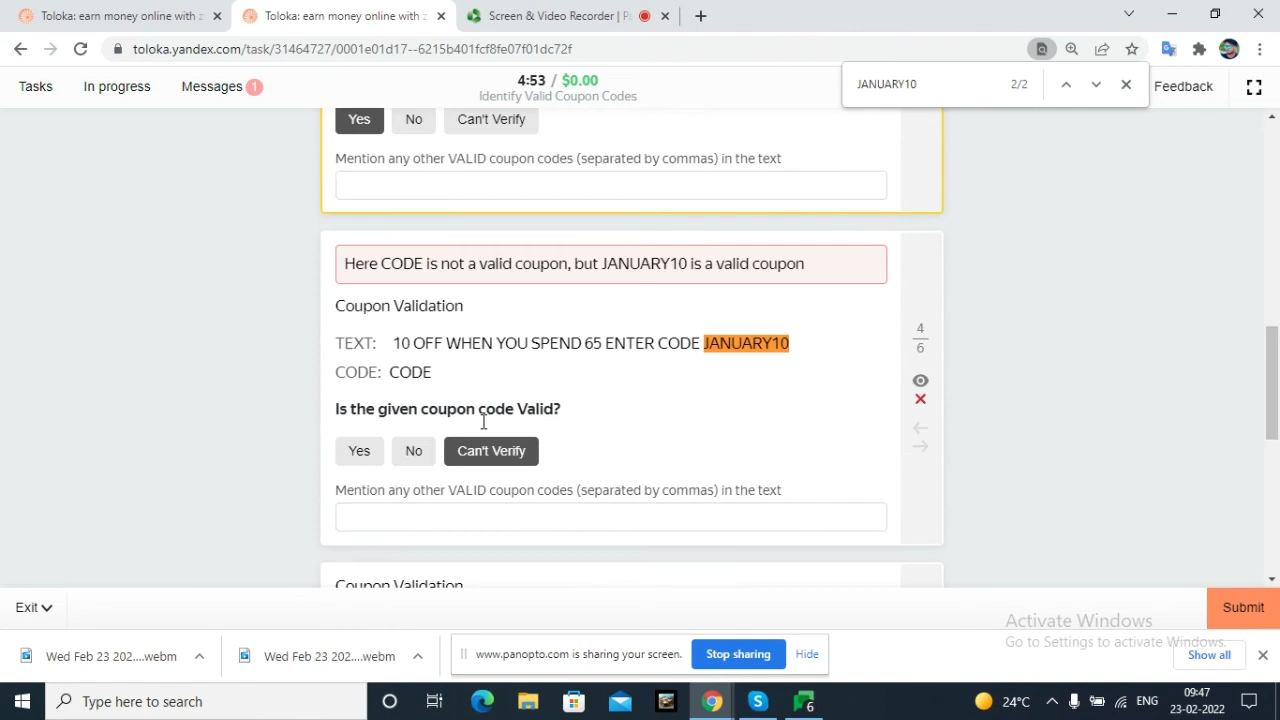 Toloka: earn money online with z
Toloka: earn money online with z
Screen & Video Recorder | Pa
toloka.yandex.com/task/31464727/0001e01d17--6215b401fcf8fe07f01dc72f
Tasks
In progress
Messages 1
4:53 / $0.00
Identify Valid Coupon Codes
JANUARY10 2/2
Feedback
Yes No Can't Verify
Mention any other VALID coupon codes (separated by commas) in the text
Here CODE is not a valid coupon, but JANUARY10 is a valid coupon
Coupon Validation
TEXT: 10 OFF WHEN YOU SPEND 65 ENTER CODE JANUARY10
CODE: CODE
Is the given coupon code Valid?
Yes No Can't Verify
Mention any other VALID coupon codes (separated by commas) in the text
4
6
Coupon Validation
Exit
Submit
Activate Windows
Go to Settings to activate Windows.
Wed Feb 23 202....webm
Wed Feb 23 202....webm
www.panopto.com is sharing your screen.
Stop sharing
Hide
Show all
Type here to search
6
24°C
ENG
09:47
23-02-2022